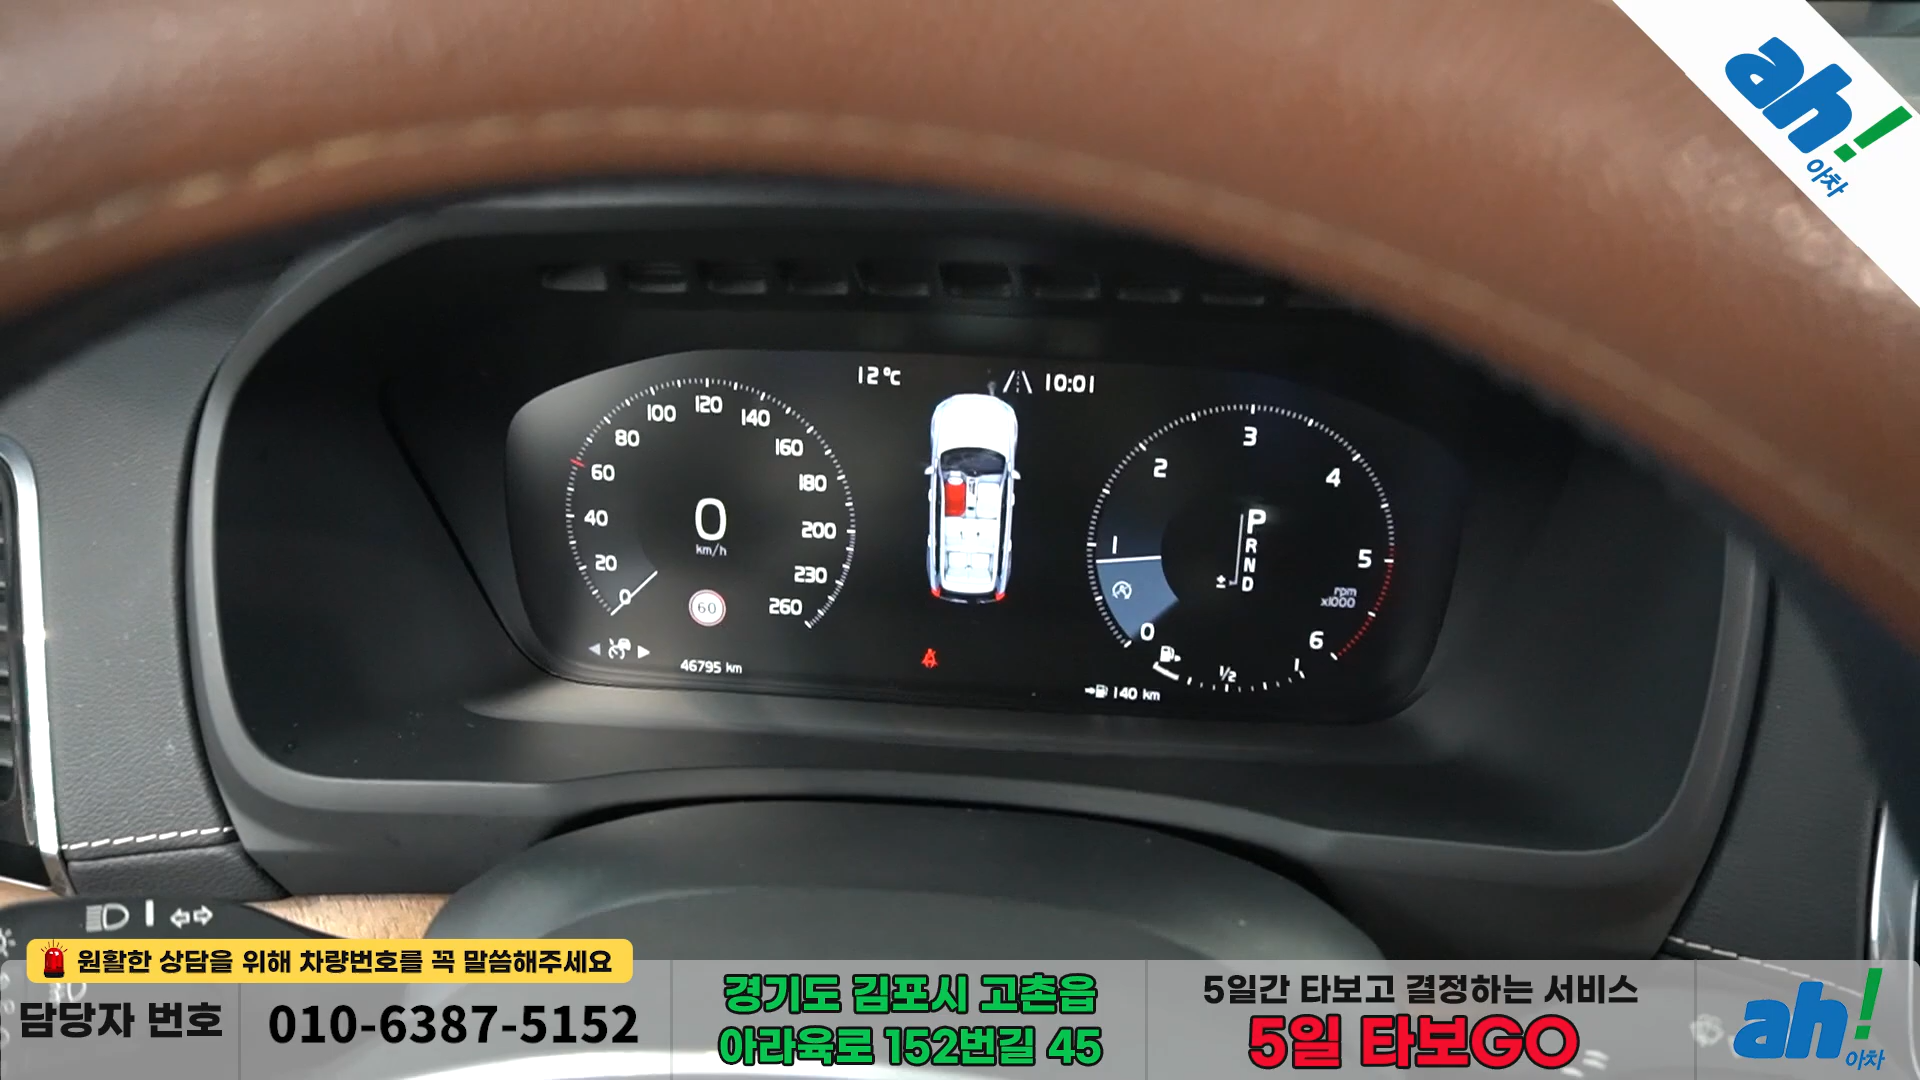 ah!
아차
12 °C
10:01
0
20
40
60
80
100
120
140
160
180
200
230
260
0
km/h
60
46795 km
0
1
2
3
4
5
6
rpm
x1000
P
R
N
D
±
1/2
1
140 km
🚨 원활한 상담을 위해 차량번호를 꼭 말씀해주세요
담당자 번호
010-6387-5152
경기도 김포시 고촌읍
아라육로 152번길 45
5일간 타보고 결정하는 서비스
5일 타보GO
ah!
아차